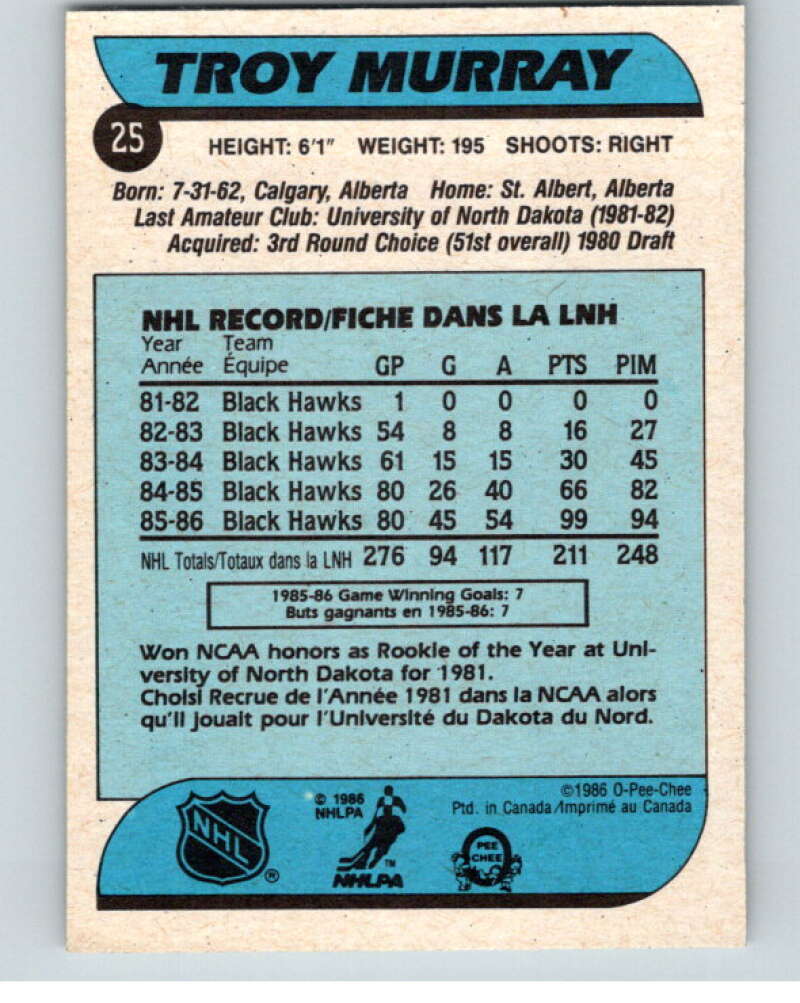 TROY MURRAY
25
HEIGHT: 6'1" WEIGHT: 195 SHOOTS: RIGHT
Born: 7-31-62, Calgary, Alberta Home: St. Albert, Alberta
Last Amateur Club: University of North Dakota (1981-82)
Acquired: 3rd Round Choice (51st overall) 1980 Draft
NHL RECORD/FICHE DANS LA LNH
Year Team
Année Équipe GP G A PTS PIM
81-82 Black Hawks 1 0 0 0 0
82-83 Black Hawks 54 8 8 16 27
83-84 Black Hawks 61 15 15 30 45
84-85 Black Hawks 80 26 40 66 82
85-86 Black Hawks 80 45 54 99 94
NHL Totals/Totaux dans la LNH 276 94 117 211 248
1985-86 Game Winning Goals: 7
Buts gagnants en 1985-86: 7
Won NCAA honors as Rookie of the Year at Uni-
versity of North Dakota for 1981.
Choisi Recrue de l'Année 1981 dans la NCAA alors
qu'il jouait pour l'Université du Dakota du Nord.
©1986 O-Pee-Chee
Ptd. in Canada/Imprimé au Canada
© 1986
NHLPA
NHL
®
TM
NHLPA
PEE
CHEE